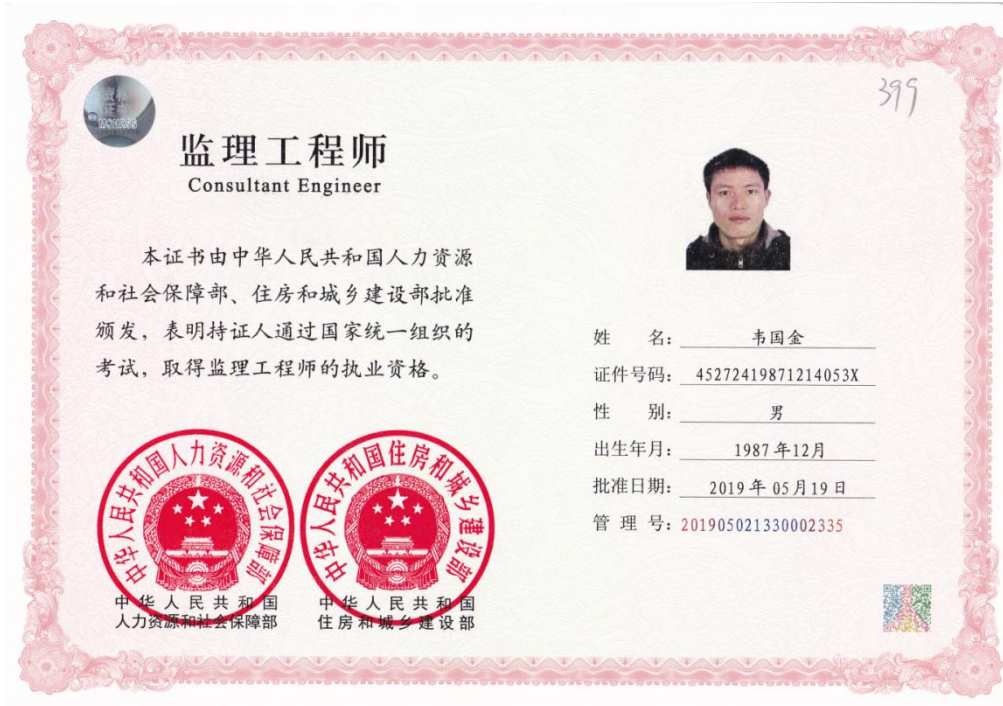 399
监理工程师
Consultant Engineer
本证书由中华人民共和国人力资源
和社会保障部、住房和城乡建设部批准
颁发，表明持证人通过国家统一组织的
考试，取得监理工程师的执业资格。
中华人民共和国人力资源和社会保障部
中华人民共和国住房和城乡建设部
中华人民共和国
人力资源和社会保障部
中华人民共和国
住房和城乡建设部
姓 名：韦国金
证件号码：45272419871214053X
性 别：男
出生年月：1987年12月
批准日期：2019年05月19日
管 理 号：201905021330002335